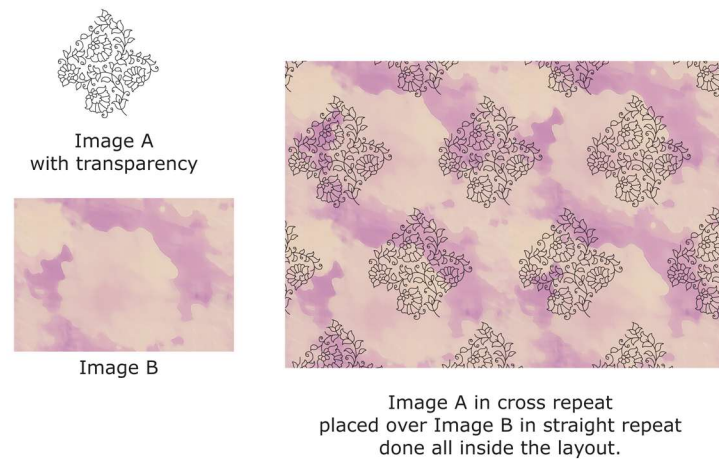 Image A
with transparency
Image B
Image A in cross repeat
placed over Image B in straight repeat
done all inside the layout.